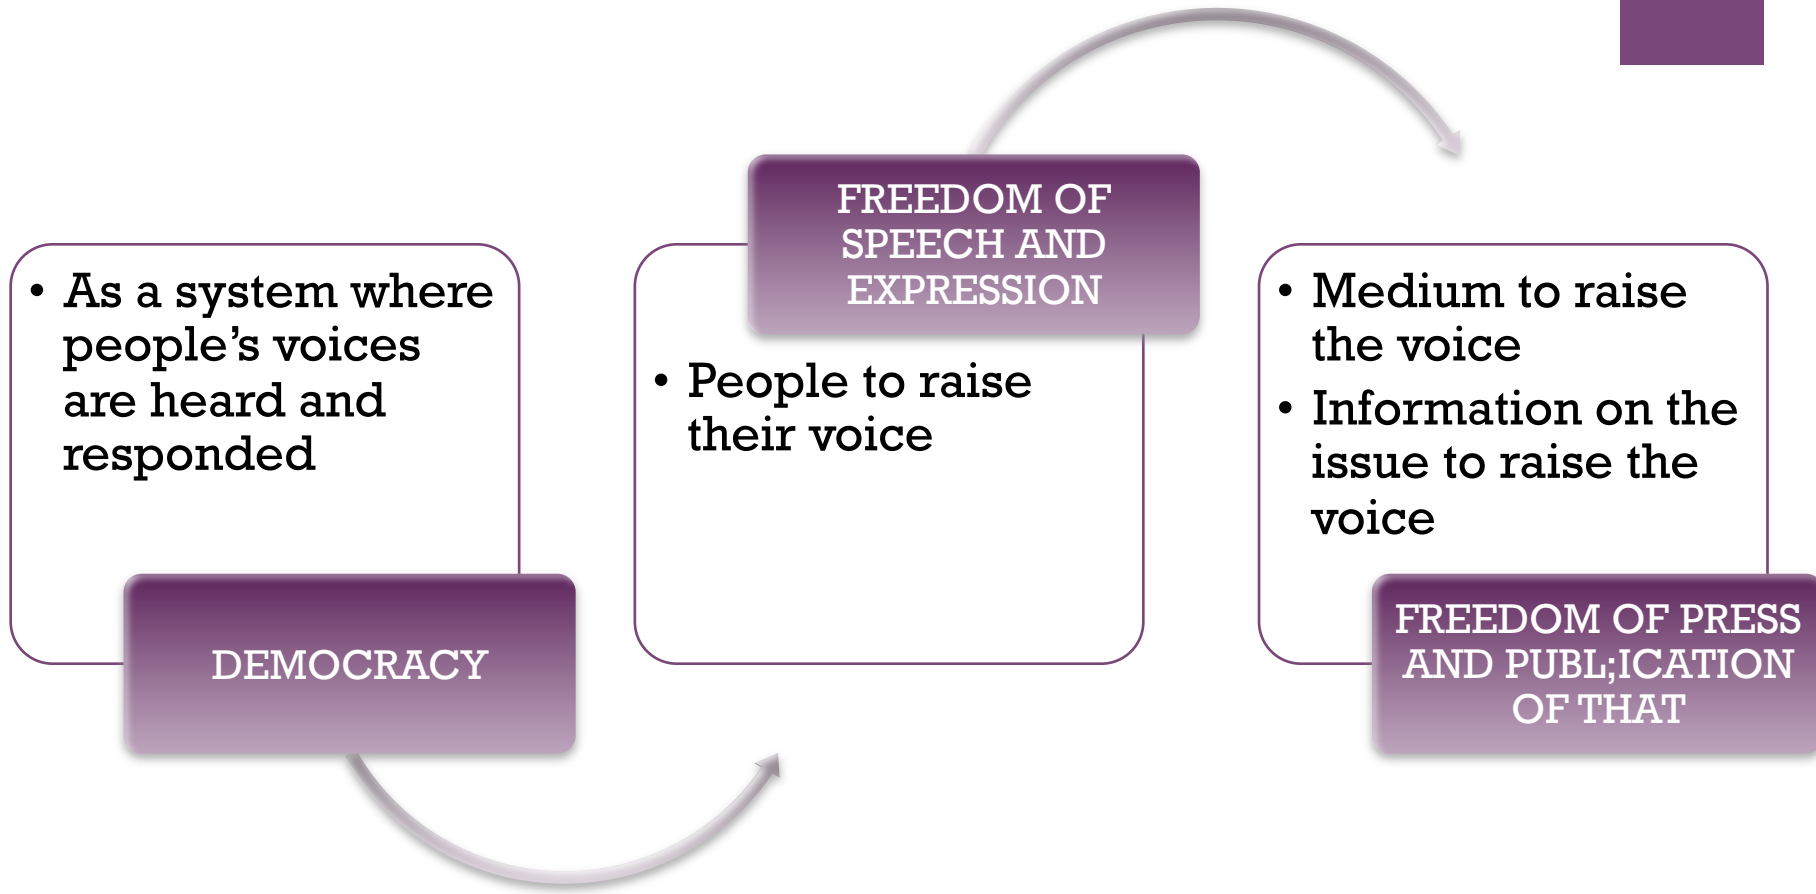 • As a system where
people’s voices
are heard and
responded
DEMOCRACY
FREEDOM OF
SPEECH AND
EXPRESSION
• People to raise
their voice
• Medium to raise
the voice
• Information on the
issue to raise the
voice
FREEDOM OF PRESS
AND PUBL;ICATION
OF THAT